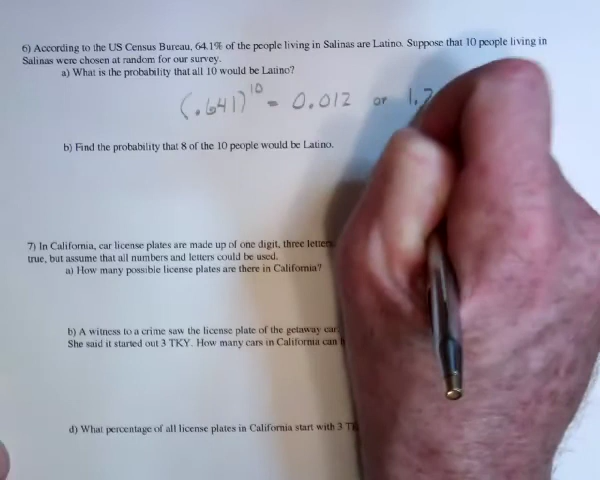 6) According to the US Census Bureau, 64.1% of the people living in Salinas are Latino. Suppose that 10 people living in
Salinas were chosen at random for our survey.
a) What is the probability that all 10 would be Latino?
(.641)^10 = 0.012 or 1.2
b) Find the probability that 8 of the 10 people would be Latino.
7) In California, car license plates are made up of one digit, three letters
true, but assume that all numbers and letters could be used.
a) How many possible license plates are there in California?
b) A witness to a crime saw the license plate of the getaway car.
She said it started out 3 TKY. How many cars in California can
d) What percentage of all license plates in California start with 3